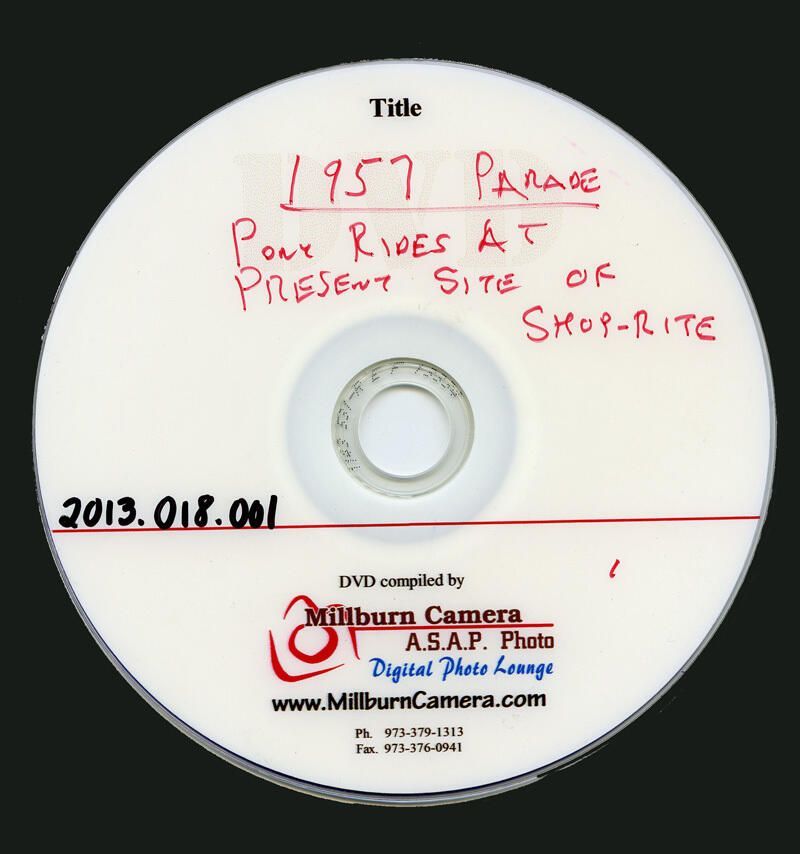 Title
1957 PARADE
PONY RIDES AT
PRESENT SITE OF
SHOP-RITE
2013.018.001
DVD compiled by
Millburn Camera
A.S.A.P. Photo
Digital Photo Lounge
www.MillburnCamera.com
Ph. 973-379-1313
Fax. 973-376-0941